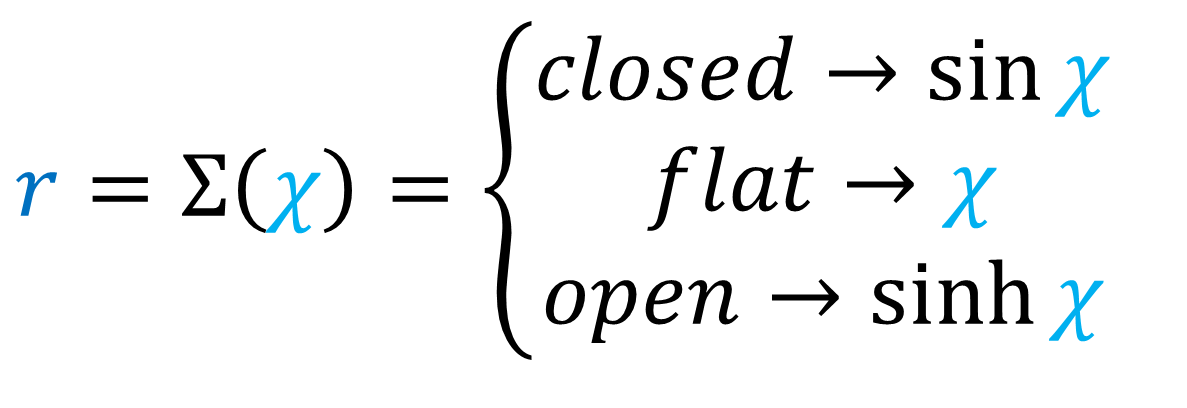 closed → sin χ
r = Σ(χ) = { flat → χ
open → sinh χ